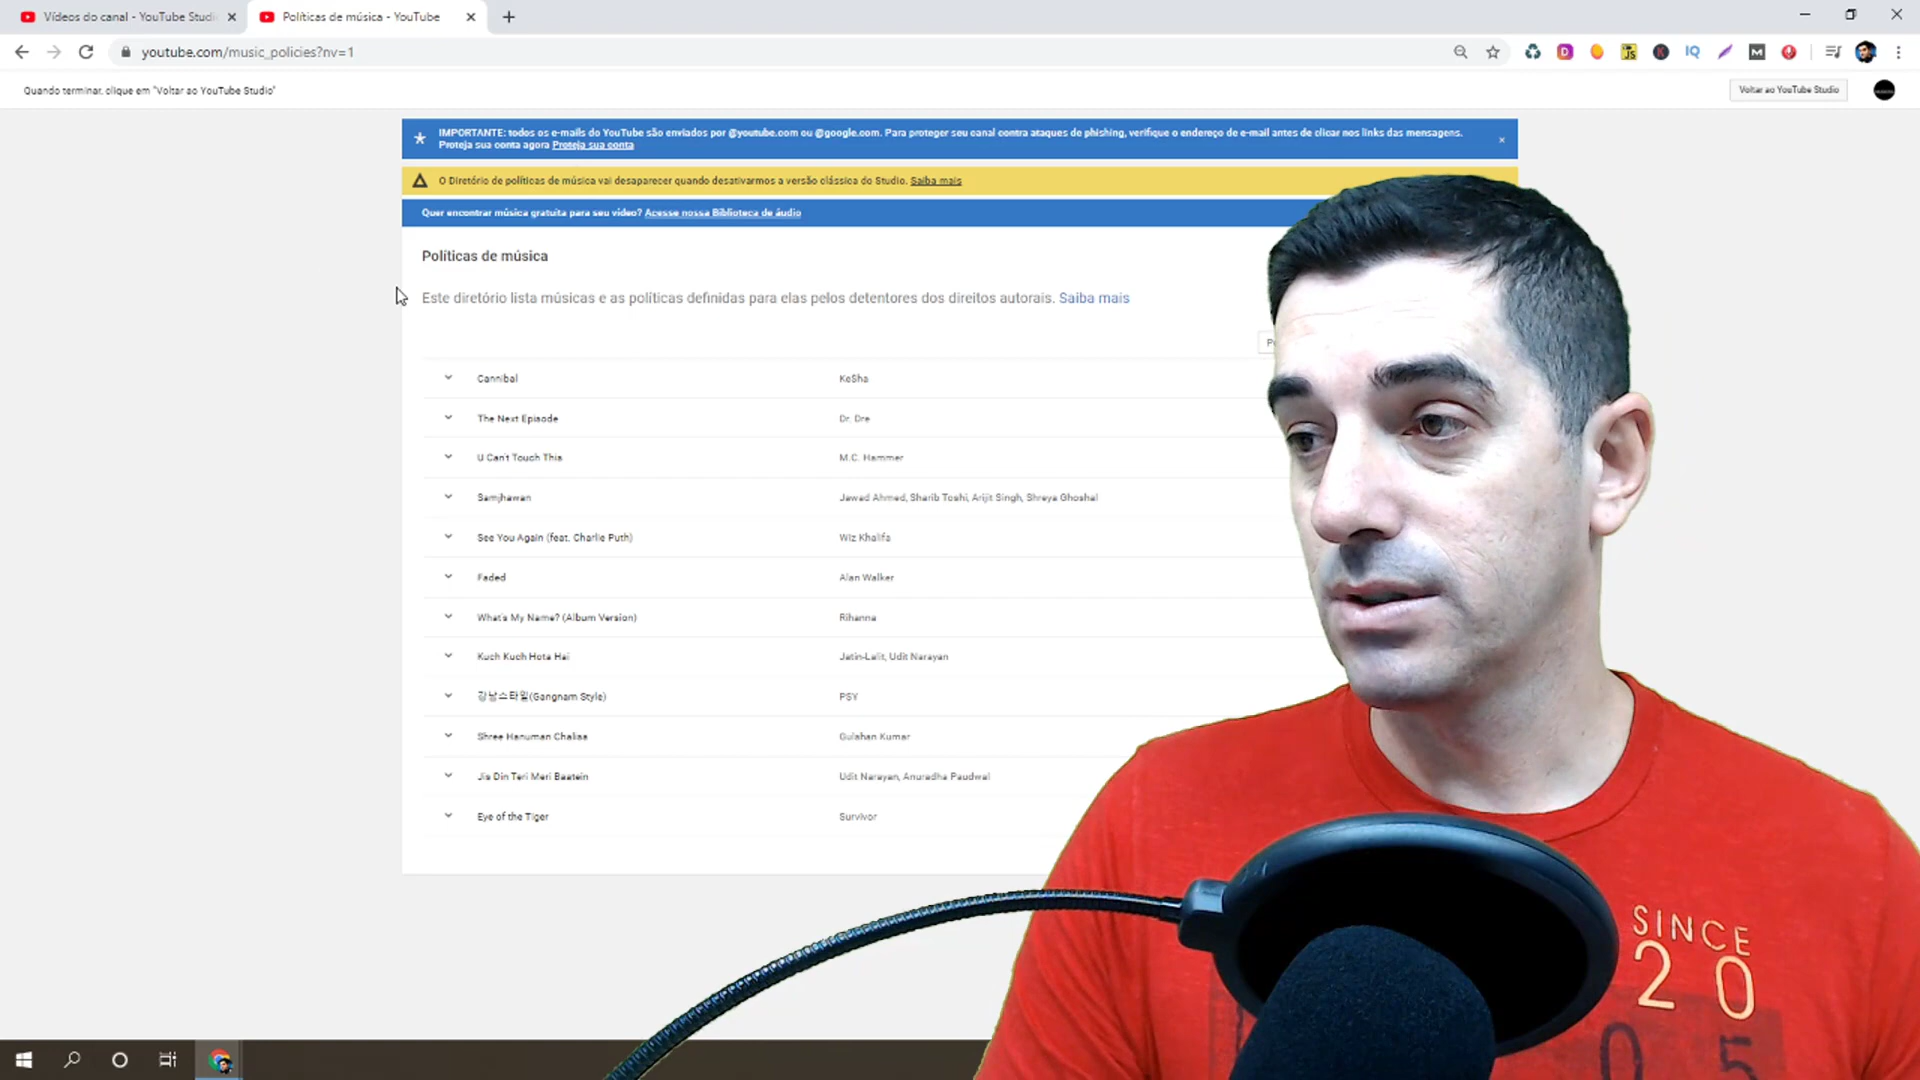 Vídeos do canal - YouTube Studi
Políticas de música - YouTube
youtube.com/music_policies?nv=1
Quando terminar, clique em "Voltar ao YouTube Studio"
Voltar ao YouTube Studio
IMPORTANTE: todos os e-mails do YouTube são enviados por @youtube.com ou @google.com. Para proteger seu canal contra ataques de phishing, verifique o endereço de e-mail antes de clicar nos links das mensagens.
Proteja sua conta agora Proteja sua conta
O Diretório de políticas de música vai desaparecer quando desativarmos a versão clássica do Studio. Saiba mais
Quer encontrar música gratuita para seu vídeo? Acesse nossa Biblioteca de áudio
Políticas de música
Este diretório lista músicas e as políticas definidas para elas pelos detentores dos direitos autorais. Saiba mais
Cannibal KeSha
The Next Episode Dr. Dre
U Can't Touch This M.C. Hammer
Samjhawan Jawad Ahmed, Sharib Toshi, Arijit Singh, Shreya Ghoshal
See You Again (feat. Charlie Puth) Wiz Khalifa
Faded Alan Walker
What's My Name? (Album Version) Rihanna
Kuch Kuch Hota Hai Jatin-Lalit, Udit Narayan
강남스타일(Gangnam Style) PSY
Shree Hanuman Chalisa Gulshan Kumar
Jis Din Teri Meri Baatein Udit Narayan, Anuradha Paudwal
Eye of the Tiger Survivor
SINCE
20
05